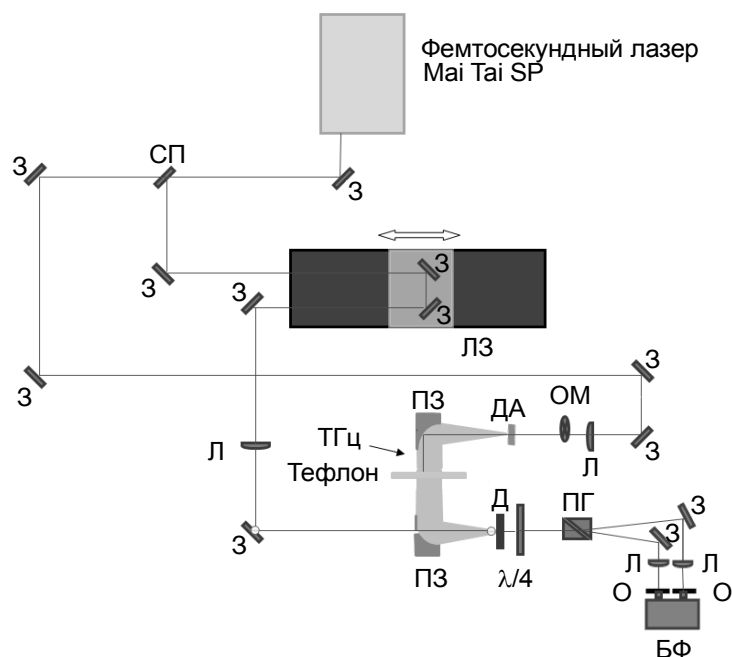 Фемтосекундный лазер
Mai Tai SP
СП
З
З
З
З
З
З
ЛЗ
З
З
З
ПЗ
ДА
ОМ
Л
З
ТГц
Тефлон
Л
З
Д
ПГ
З
З
ПЗ
λ/4
Л
Л
О
О
БФ